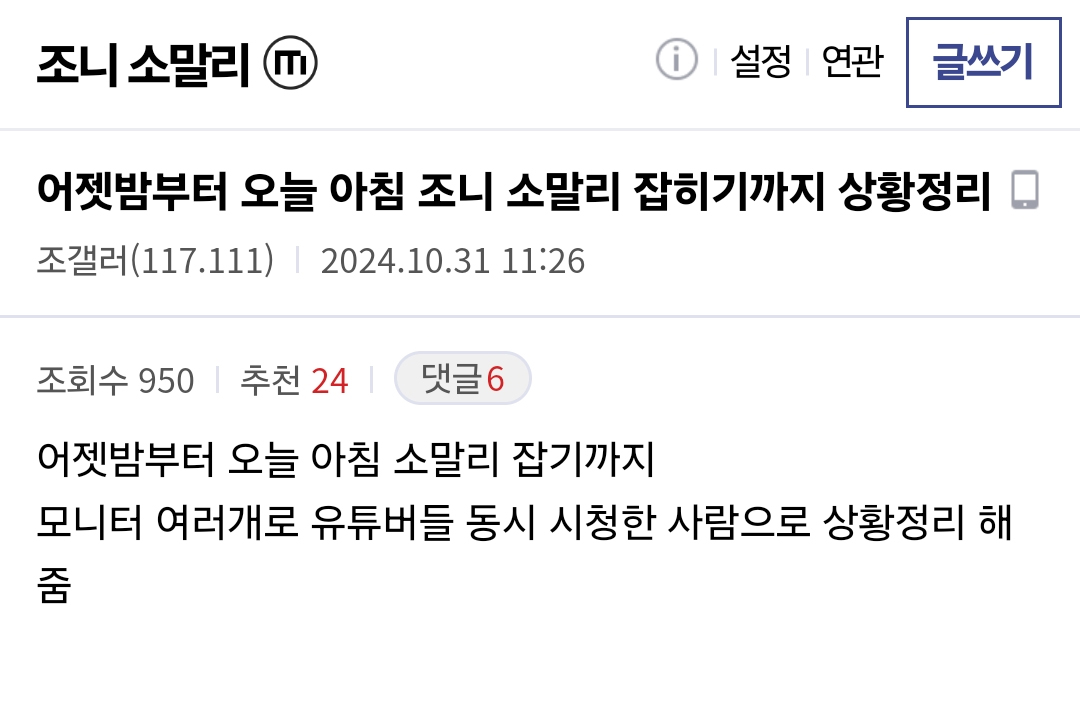 조니 소말리 ⓜ
ⓘ 설정 연관 글쓰기
어젯밤부터 오늘 아침 조니 소말리 잡히기까지 상황정리
조갤러(117.111) 2024.10.31 11:26
조회수 950 추천 24 댓글 6
어젯밤부터 오늘 아침 소말리 잡기까지
모니터 여러개로 유튜버들 동시 시청한 사람으로 상황정리 해
줌